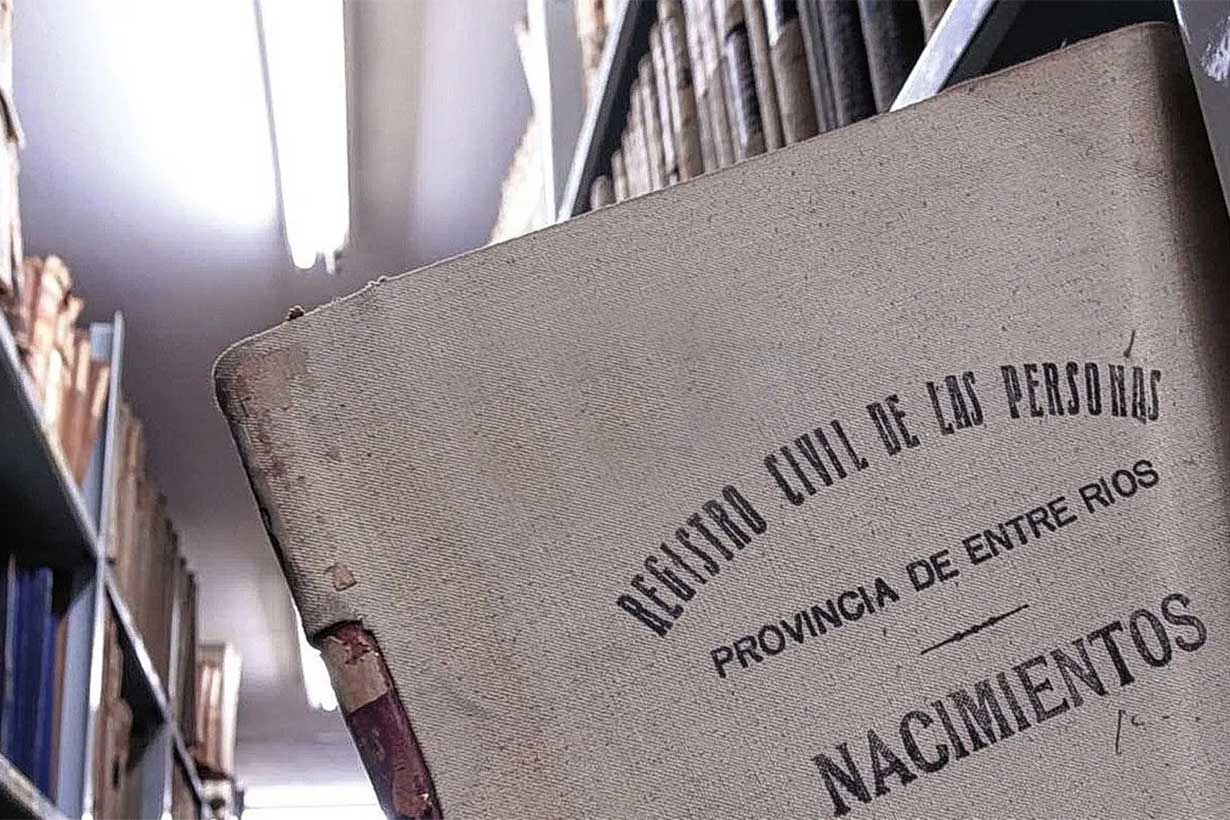 REGISTRO CIVIL DE LAS PERSONAS
PROVINCIA DE ENTRE RIOS
NACIMIENTOS